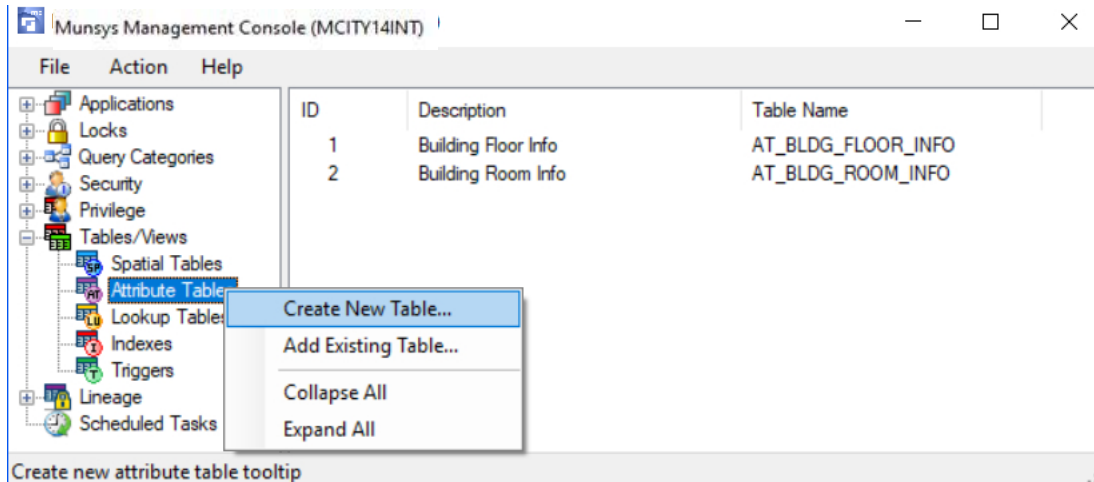 Munsys Management Console (MCITY14INT)
File Action Help
Applications
Locks
Query Categories
Security
Privilege
Tables/Views
Spatial Tables
Attribute Table
Lookup Tables
Indexes
Triggers
Lineage
Scheduled Tasks
ID Description Table Name
1 Building Floor Info AT_BLDG_FLOOR_INFO
2 Building Room Info AT_BLDG_ROOM_INFO
Create New Table...
Add Existing Table...
Collapse All
Expand All
Create new attribute table tooltip